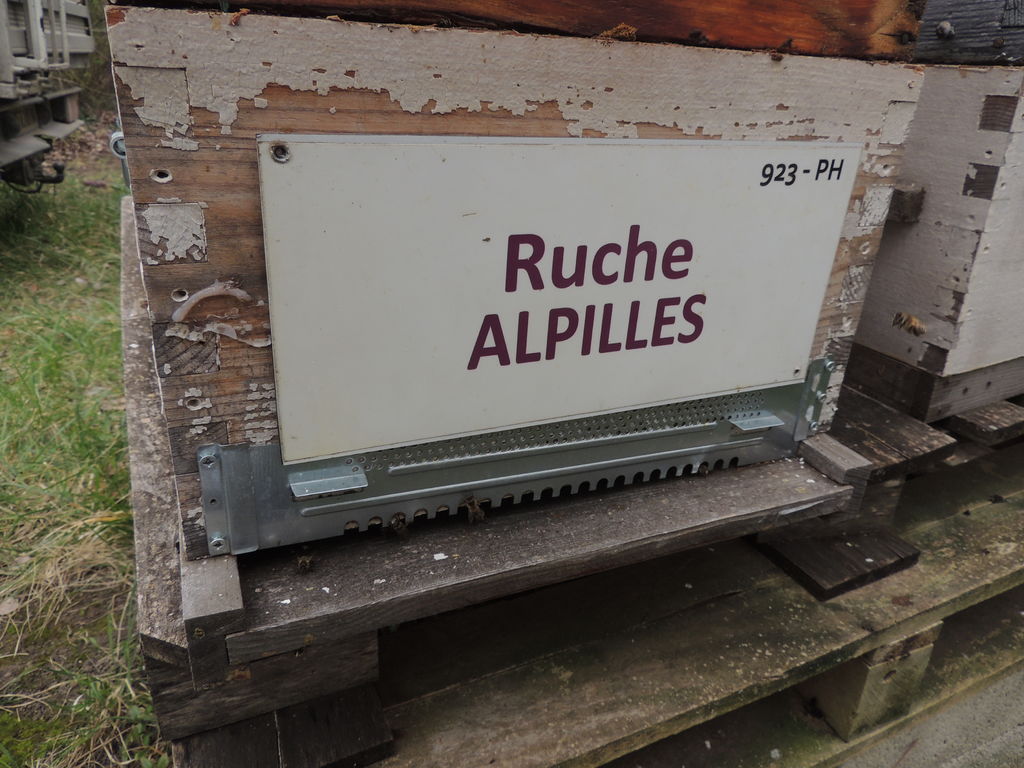 923 - PH
Ruche
ALPILLES